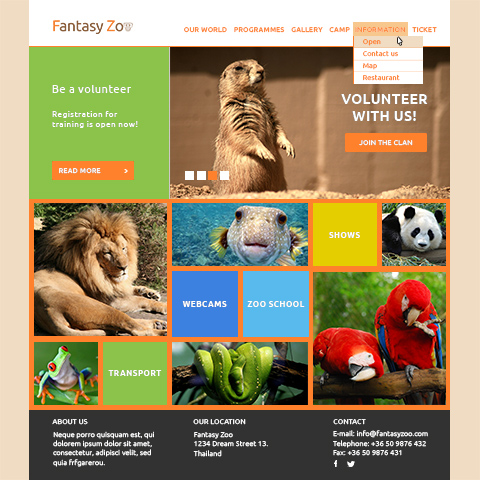 Fantasy Zoo
OUR WORLD PROGRAMMES GALLERY CAMP INFORMATION TICKET
Open
Contact us
Map
Restaurant
Be a volunteer
Registration for
training is open now!
READ MORE >
VOLUNTEER
WITH US!
JOIN THE CLAN
SHOWS
WEBCAMS
ZOO SCHOOL
TRANSPORT
ABOUT US
Neque porro quisquam est, qui
dolorem ipsum dolor sit amet,
consectetur, adipisci velit, sed
quia frfgarerou.
OUR LOCATION
Fantasy Zoo
1234 Dream Street 13.
Thailand
CONTACT
E-mail: info@fantasyzoo.com
Telephone: +36 50 9876 432
Fax: +36 50 9876 431